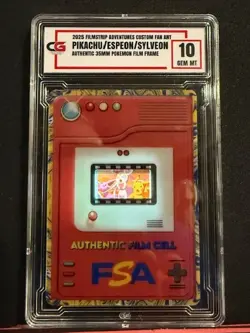 2025 FILMSTRIP ADVENTURES CUSTOM FAN ART
PIKACHU/ESPEON/SYLVEON
AUTHENTIC 35MM POKEMON FILM FRAME
CG
10
GEM MT
AUTHENTIC FILM CELL
FSA